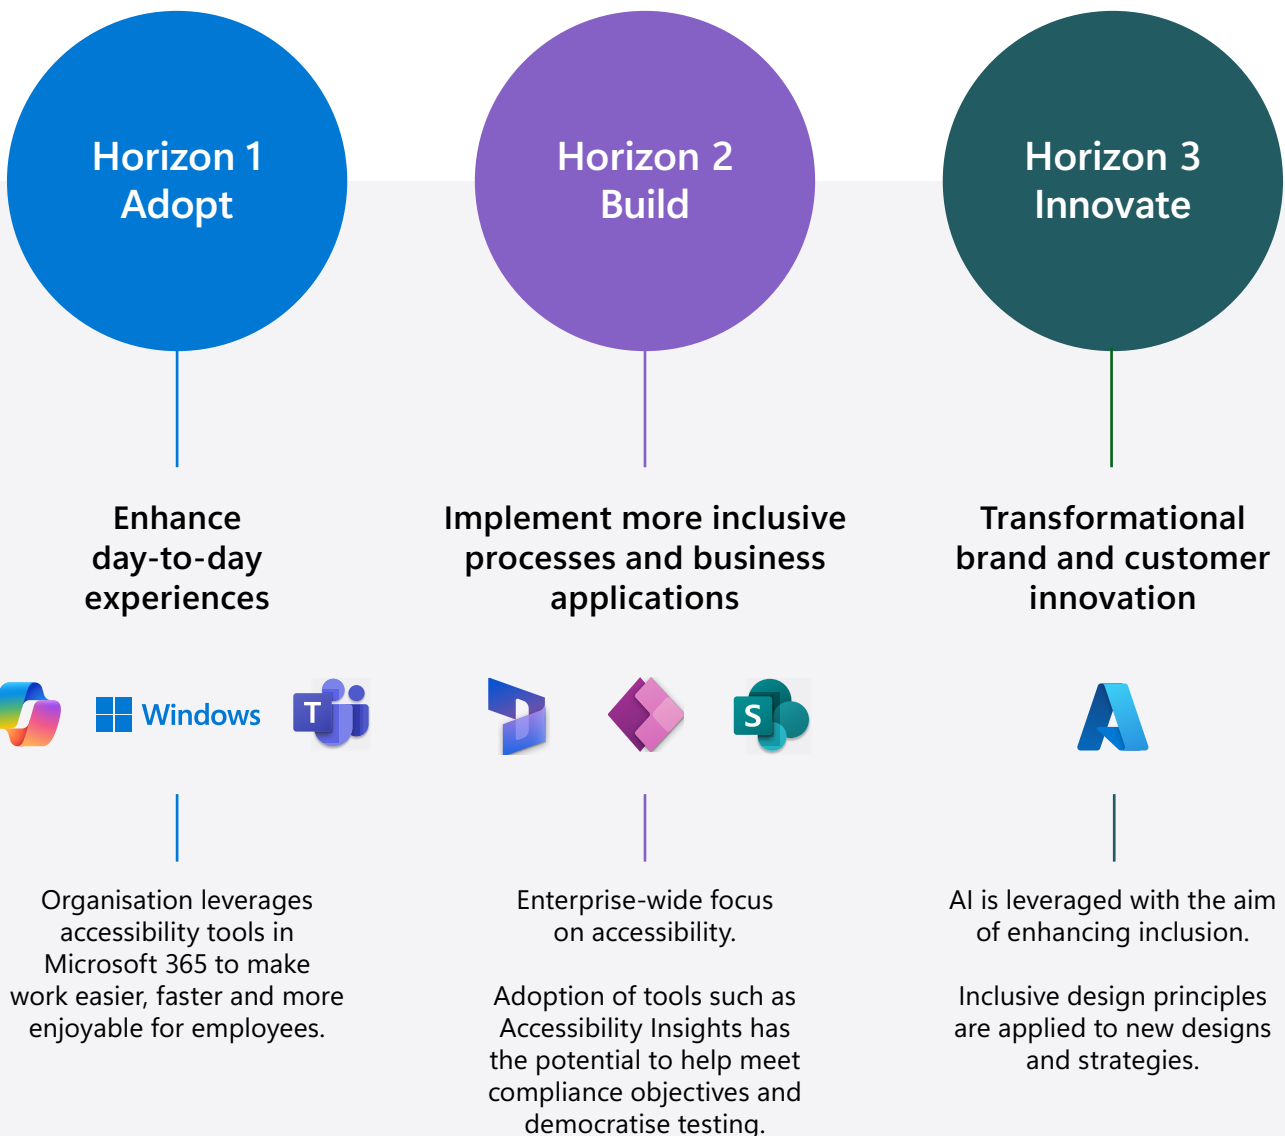 Horizon 1
Adopt
Horizon 2
Build
Horizon 3
Innovate
Enhance
day-to-day
experiences
Implement more inclusive
processes and business
applications
Transformational
brand and customer
innovation
Windows
T
S
Organisation leverages
accessibility tools in
Microsoft 365 to make
work easier, faster and more
enjoyable for employees.
Enterprise-wide focus
on accessibility.
Adoption of tools such as
Accessibility Insights has
the potential to help meet
compliance objectives and
democratise testing.
AI is leveraged with the aim
of enhancing inclusion.
Inclusive design principles
are applied to new designs
and strategies.